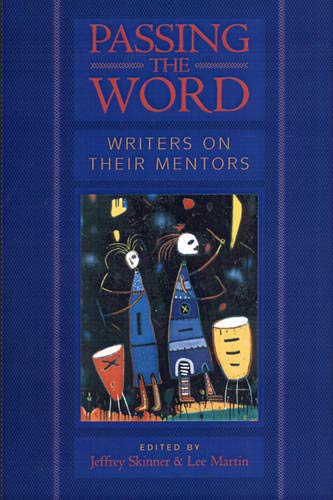 PASSING
THE
WORD
WRITERS ON
THEIR MENTORS
EDITED BY
Jeffrey Skinner & Lee Martin